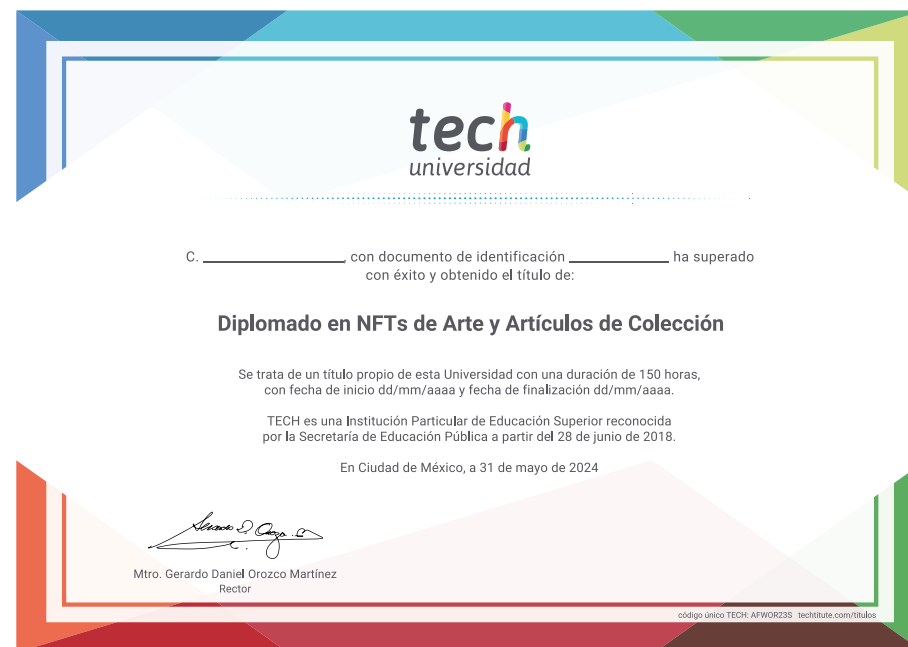 tech
universidad
C. ____________________, con documento de identificación ______________ ha superado
con éxito y obtenido el título de:
Diplomado en NFTs de Arte y Artículos de Colección
Se trata de un título propio de esta Universidad con una duración de 150 horas,
con fecha de inicio dd/mm/aaaa y fecha de finalización dd/mm/aaaa.
TECH es una Institución Particular de Educación Superior reconocida
por la Secretaría de Educación Pública a partir del 28 de junio de 2018.
En Ciudad de México, a 31 de mayo de 2024
Mtro. Gerardo Daniel Orozco Martínez
Rector
código único TECH: AFWOR23S techtitute.com/titulos